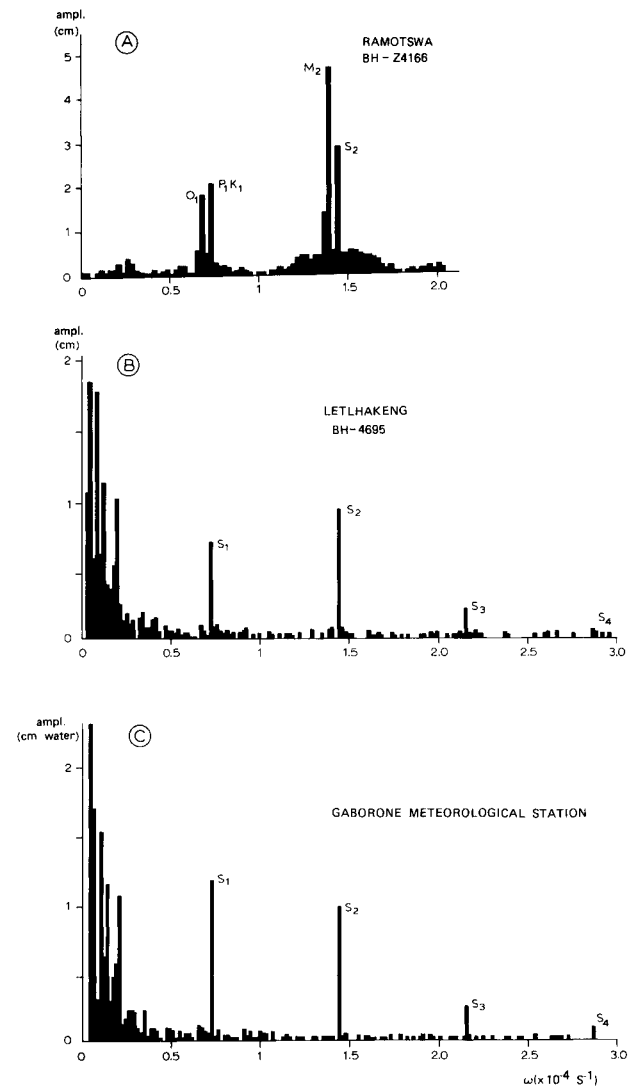 ampl.
(cm)
A
RAMOTSWA
BH – Z4166
5
4
3
2
1
0
M2
S2
O1
P1K1
0
0.5
1
1.5
2.0
ampl.
(cm)
B
LETLHAKENG
BH–4695
2
1
0
S1
S2
S3
S4
0.5
1
1.5
2.0
2.5
3.0
ampl.
(cm water)
C
GABORONE METEOROLOGICAL STATION
2
1
0
S1
S2
S3
S4
0.5
1
1.5
2.0
2.5
3.0
ω(×10⁻⁴ S⁻¹)